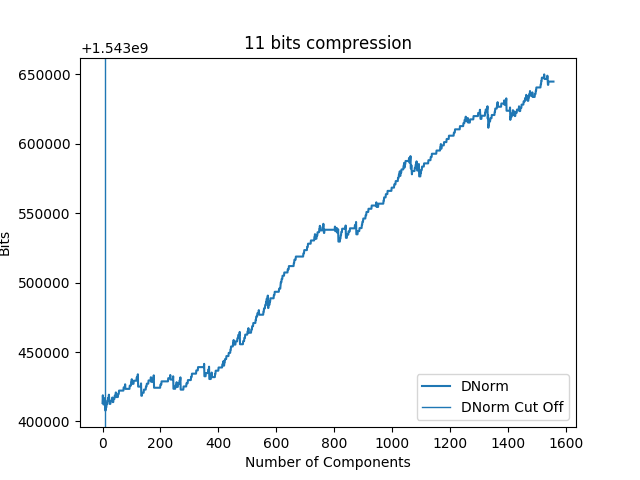 11 bits compression
+1.543e9
650000
600000
550000
500000
450000
400000
Bits
0 200 400 600 800 1000 1200 1400 1600
Number of Components
DNorm
DNorm Cut Off